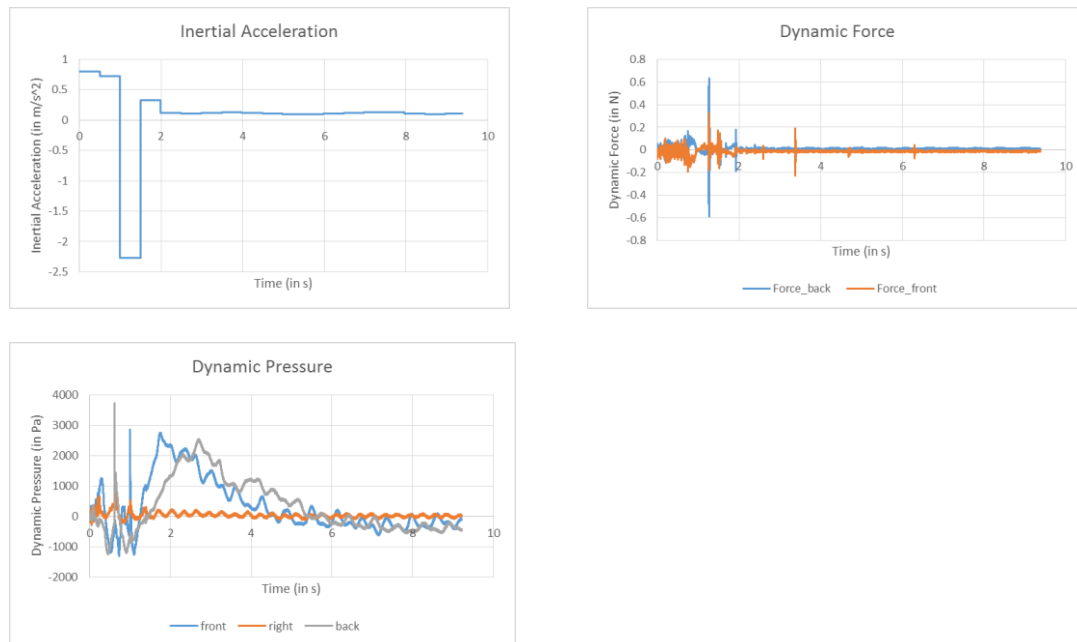 Inertial Acceleration
Inertial Acceleration (in m/s^2)
1
0.5
0
-0.5
-1
-1.5
-2
-2.5
0 2 4 6 8 10
Time (in s)
Dynamic Force
Dynamic Force (in N)
0.8
0.6
0.4
0.2
0
-0.2
-0.4
-0.6
-0.8
0 2 4 6 8 10
Time (in s)
Force_back Force_front
Dynamic Pressure
Dynamic Pressure (in Pa)
4000
3000
2000
1000
0
-1000
-2000
0 2 4 6 8 10
Time (in s)
front right back